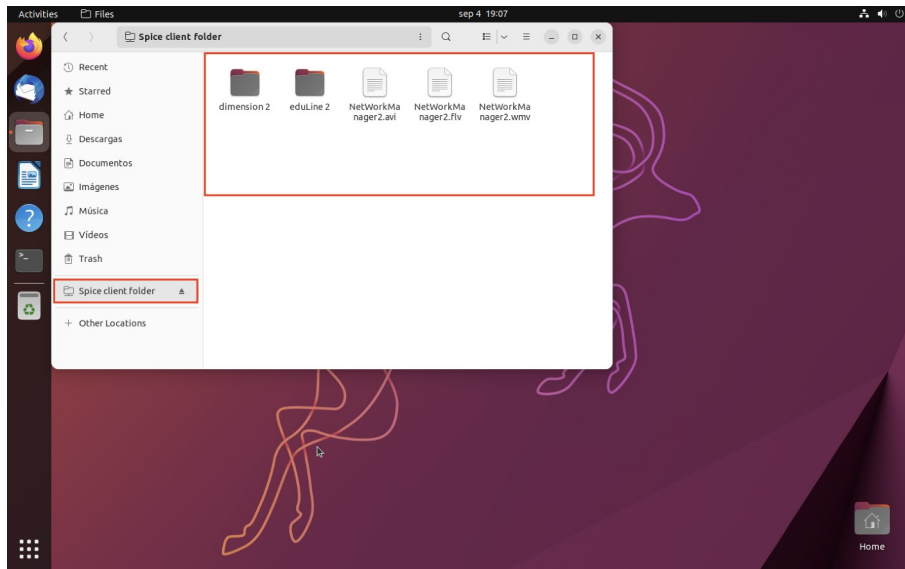 Activities Files sep 4 19:07
Spice client folder
Recent
Starred
Home
Descargas
Documentos
Imágenes
Música
Vídeos
Trash
Spice client folder
Other Locations
dimension 2
eduLine 2
NetWorkMa
nager2.avi
NetWorkMa
nager2.flv
NetWorkMa
nager2.wmv
Home